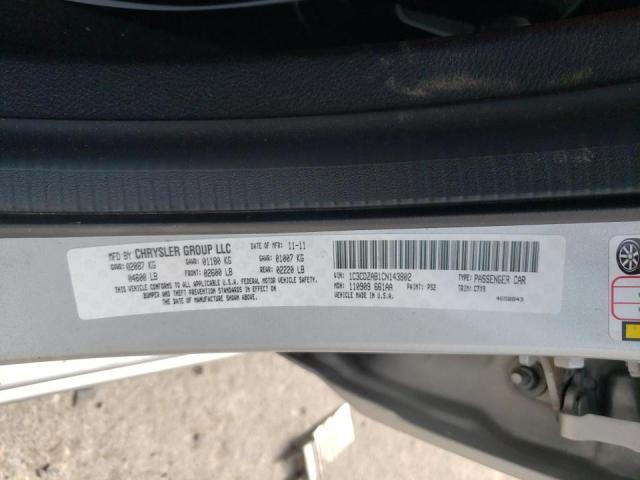 MFD BY CHRYSLER GROUP LLC DATE OF MFR: 11-11
GVWR: 02087 KG GAWR: 01180 KG GAWR: 01007 KG
04600 LB FRONT: 02600 LB REAR: 02220 LB
THIS VEHICLE CONFORMS TO ALL APPLICABLE U.S.A. FEDERAL MOTOR VEHICLE SAFETY,
BUMPER AND THEFT PREVENTION STANDARDS IN EFFECT ON THE DATE
OF MANUFACTURE SHOWN ABOVE.
VIN: 1C3CDZAB1CN143802 TYPE: PASSENGER CAR
MDH: 110909 661AA PAINT: PS2 TRIM: C7X9
VEHICLE MADE IN U.S.A. 4650043